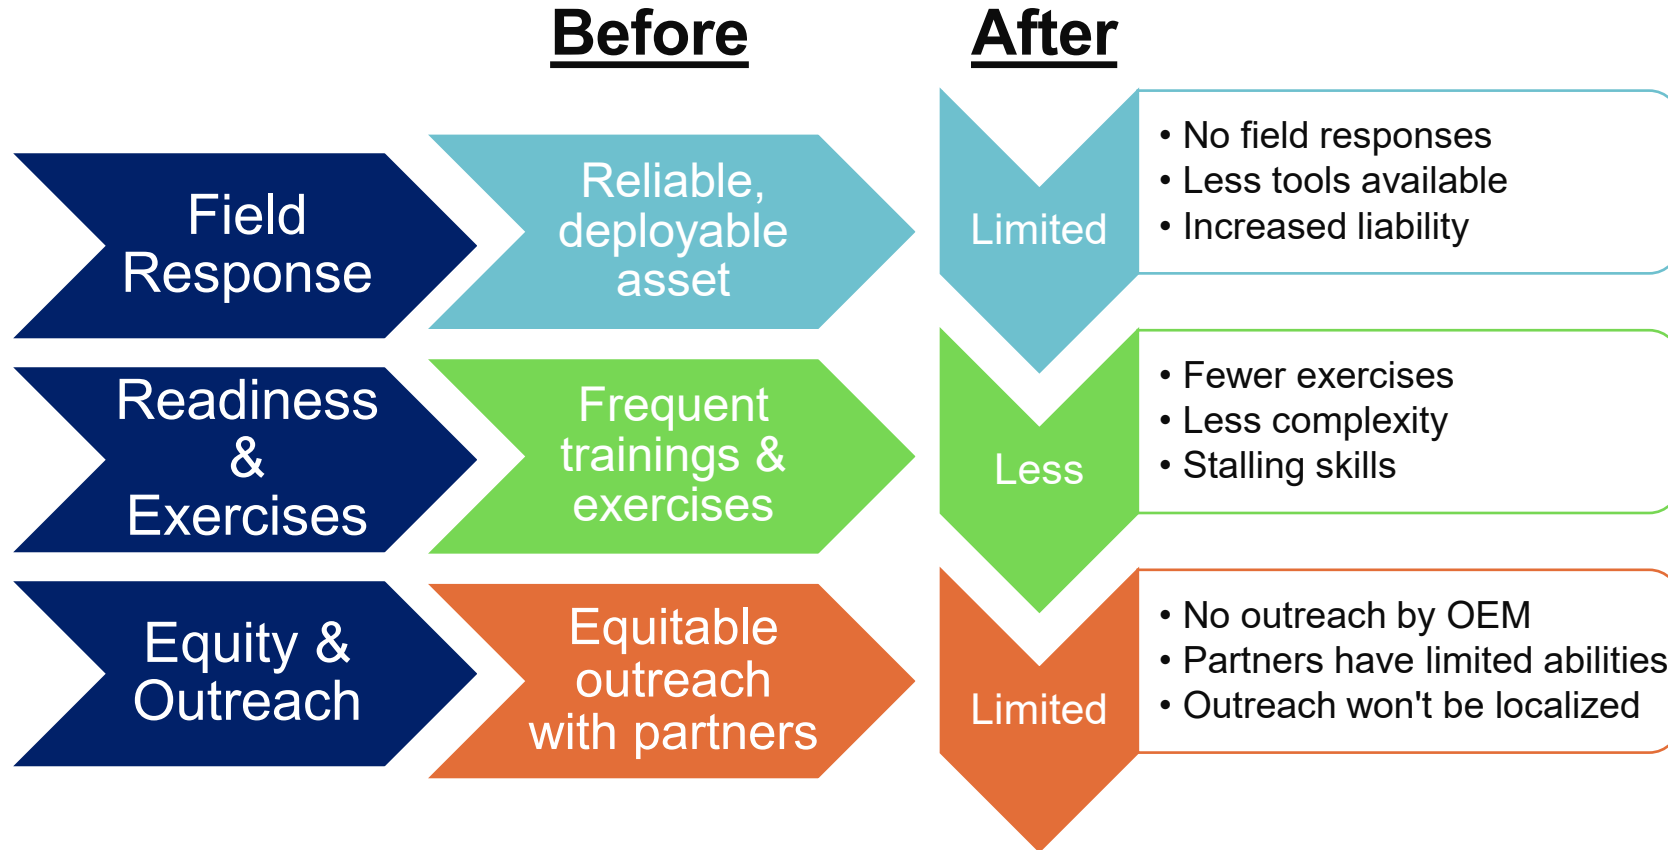 Before
After
Field
Response
Reliable,
deployable
asset
Limited
• No field responses
• Less tools available
• Increased liability
Readiness
&
Exercises
Frequent
trainings &
exercises
Less
• Fewer exercises
• Less complexity
• Stalling skills
Equity &
Outreach
Equitable
outreach
with partners
Limited
• No outreach by OEM
• Partners have limited abilities
• Outreach won't be localized